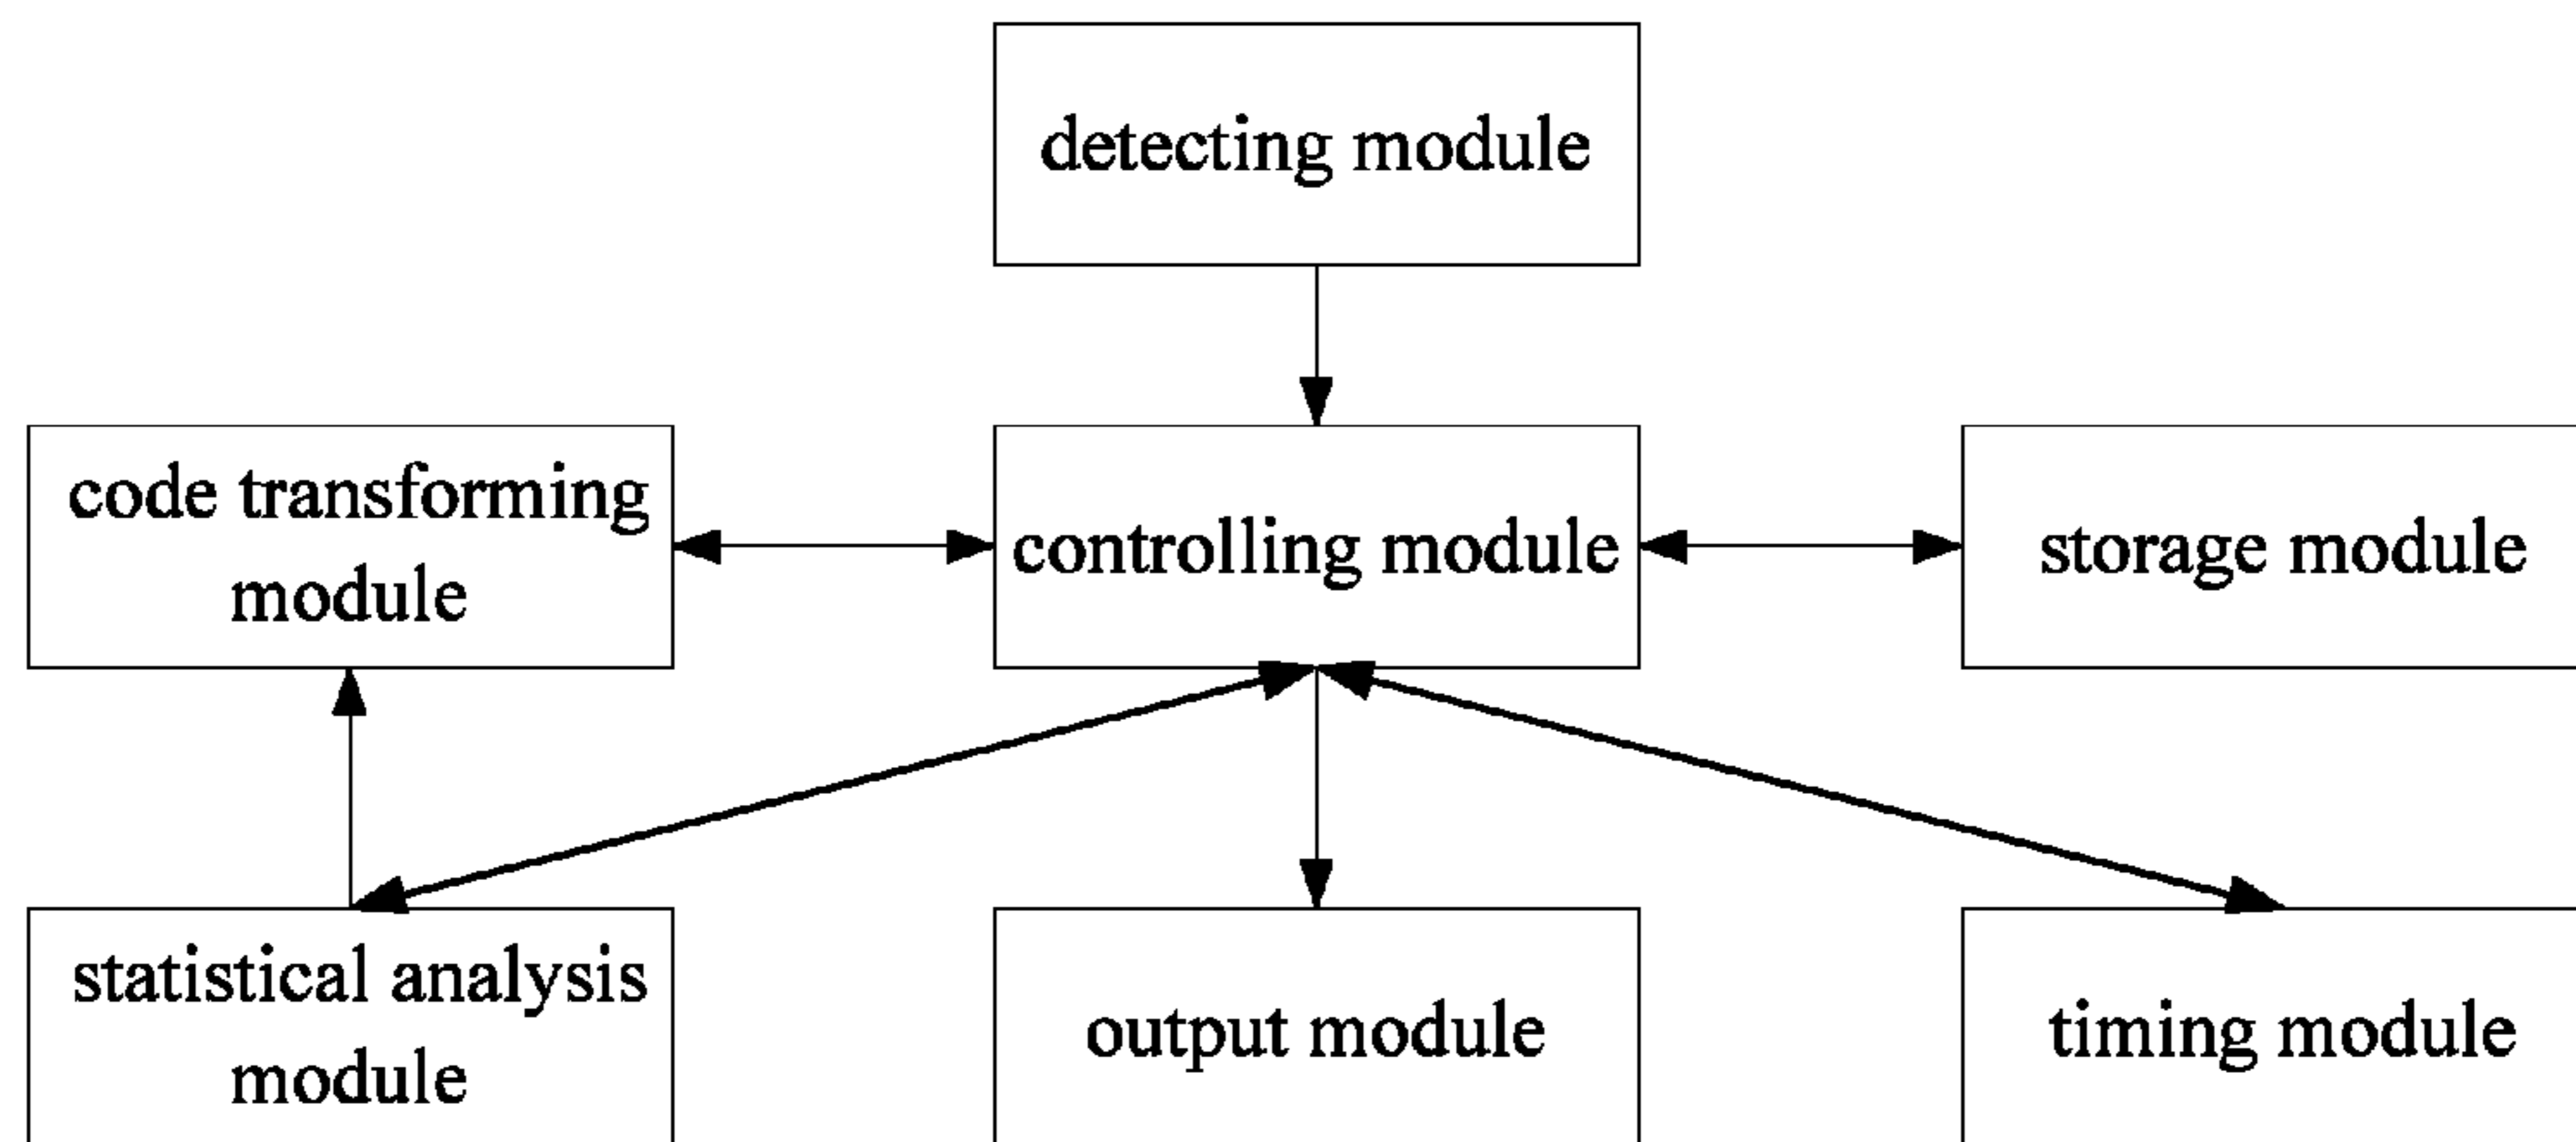 detecting module
code transforming
module
controlling module
storage module
statistical analysis
module
output module
timing module